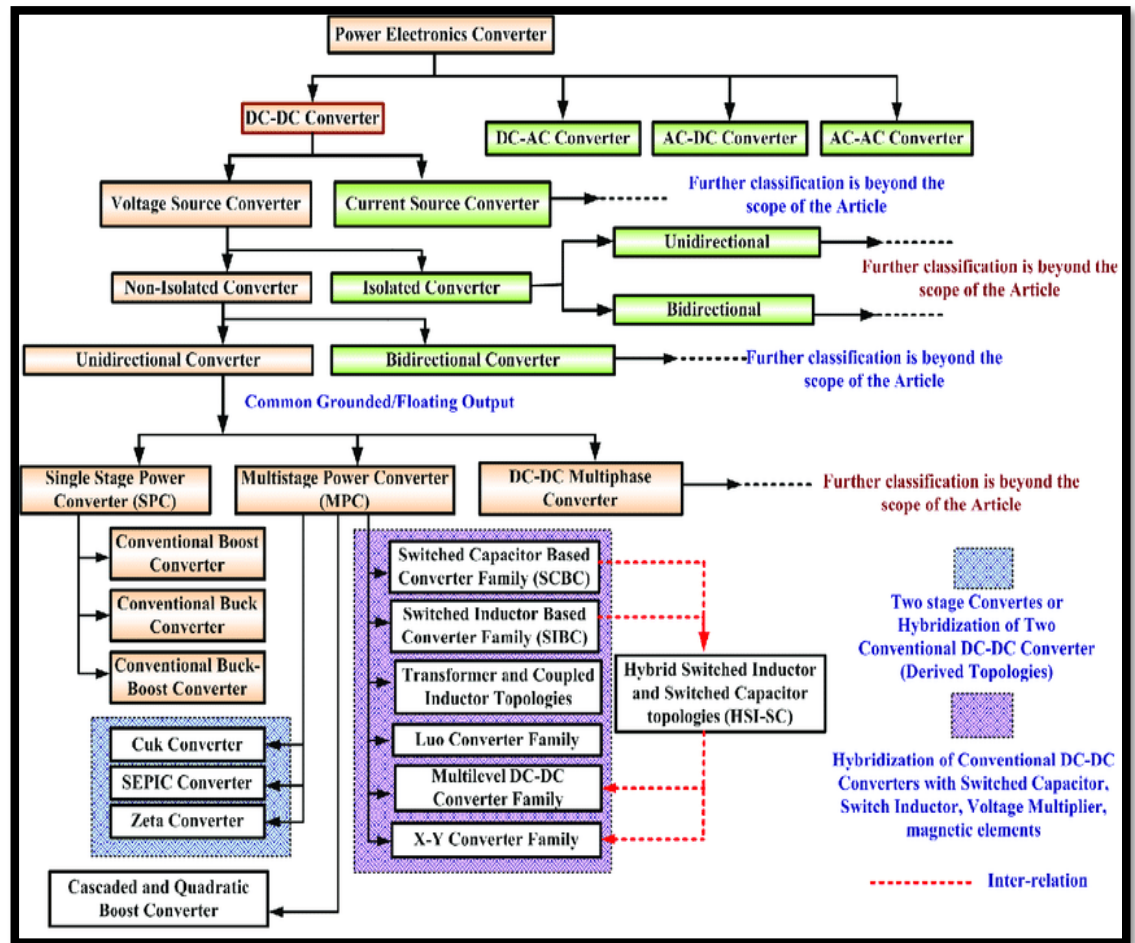 Power Electronics Converter
DC-DC Converter
DC-AC Converter
AC-DC Converter
AC-AC Converter
Voltage Source Converter
Current Source Converter
Further classification is beyond the
scope of the Article
Non-Isolated Converter
Isolated Converter
Unidirectional
Bidirectional
Further classification is beyond the
scope of the Article
Unidirectional Converter
Bidirectional Converter
Further classification is beyond the
scope of the Article
Common Grounded/Floating Output
Single Stage Power
Converter (SPC)
Multistage Power Converter
(MPC)
DC-DC Multiphase
Converter
Further classification is beyond the
scope of the Article
Conventional Boost
Converter
Conventional Buck
Converter
Conventional Buck-
Boost Converter
Cuk Converter
SEPIC Converter
Zeta Converter
Cascaded and Quadratic
Boost Converter
Switched Capacitor Based
Converter Family (SCBC)
Switched Inductor Based
Converter Family (SIBC)
Transformer and Coupled
Inductor Topologies
Luo Converter Family
Multilevel DC-DC
Converter Family
X-Y Converter Family
Hybrid Switched Inductor
and Switched Capacitor
topologies (HSI-SC)
Two stage Convertes or
Hybridization of Two
Conventional DC-DC Converter
(Derived Topologies)
Hybridization of Conventional DC-DC
Converters with Switched Capacitor,
Switch Inductor, Voltage Multiplier,
magnetic elements
Inter-relation